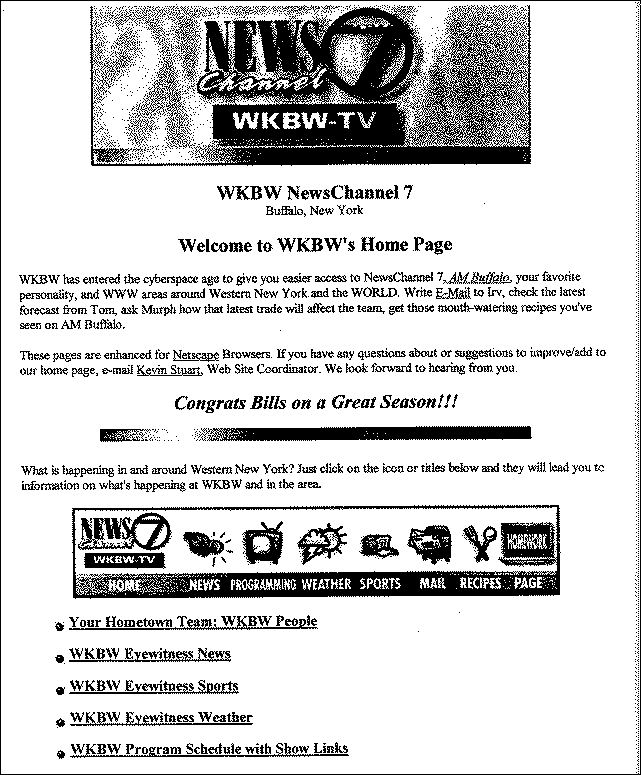 NEWS 7
Channel
WKBW-TV
WKBW NewsChannel 7
Buffalo, New York
Welcome to WKBW's Home Page
WKBW has entered the cyberspace age to give you easier access to NewsChannel 7, AM Buffalo, your favorite
personality, and WWW areas around Western New York and the WORLD. Write E-Mail to Irv, check the latest
forecast from Tom, ask Murph how that latest trade will affect the team, get those mouth-watering recipes you've
seen on AM Buffalo.
These pages are enhanced for Netscape Browsers. If you have any questions about or suggestions to improve/add to
our home page, e-mail Kevin Stuart, Web Site Coordinator. We look forward to hearing from you.
Congrats Bills on a Great Season!!!
What is happening in and around Western New York? Just click on the icon or titles below and they will lead you to
information on what's happening at WKBW and in the area.
NEWS 7
Channel
WKBW-TV
HOMEWORK
HOME NEWS PROGRAMMING WEATHER SPORTS MAIL RECIPES PAGE
Your Hometown Team: WKBW People
WKBW Eyewitness News
WKBW Eyewitness Sports
WKBW Eyewitness Weather
WKBW Program Schedule with Show Links